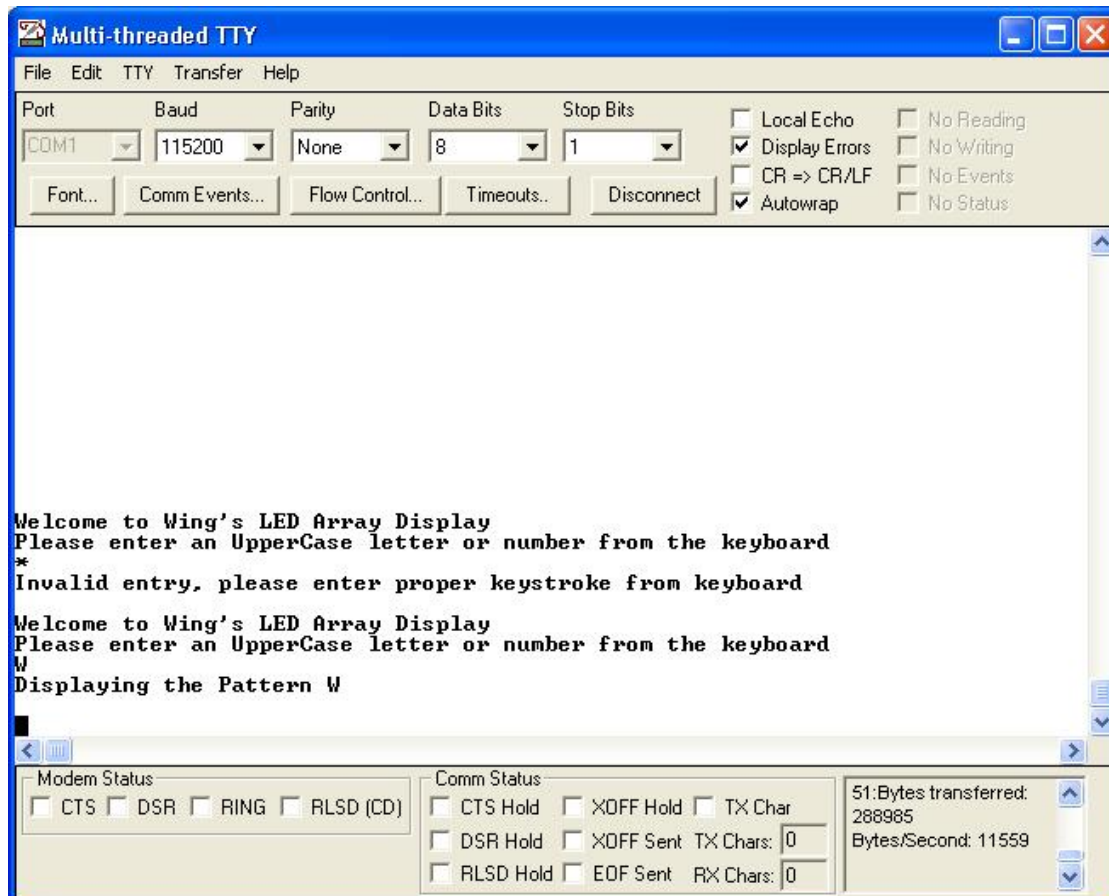 Multi-threaded TTY
File Edit TTY Transfer Help
Port Baud Parity Data Bits Stop Bits
COM1 115200 None 8 1
Font... Comm Events... Flow Control... Timeouts.. Disconnect
Local Echo No Reading
Display Errors No Writing
CR => CR/LF No Events
Autowrap No Status
Welcome to Wing's LED Array Display
Please enter an UpperCase letter or number from the keyboard
*
Invalid entry, please enter proper keystroke from keyboard
Welcome to Wing's LED Array Display
Please enter an UpperCase letter or number from the keyboard
W
Displaying the Pattern W
Modem Status
CTS DSR RING RLSD (CD)
Comm Status
CTS Hold XOFF Hold TX Char
DSR Hold XOFF Sent TX Chars: 0
RLSD Hold EOF Sent RX Chars: 0
51:Bytes transferred:
288985
Bytes/Second: 11559